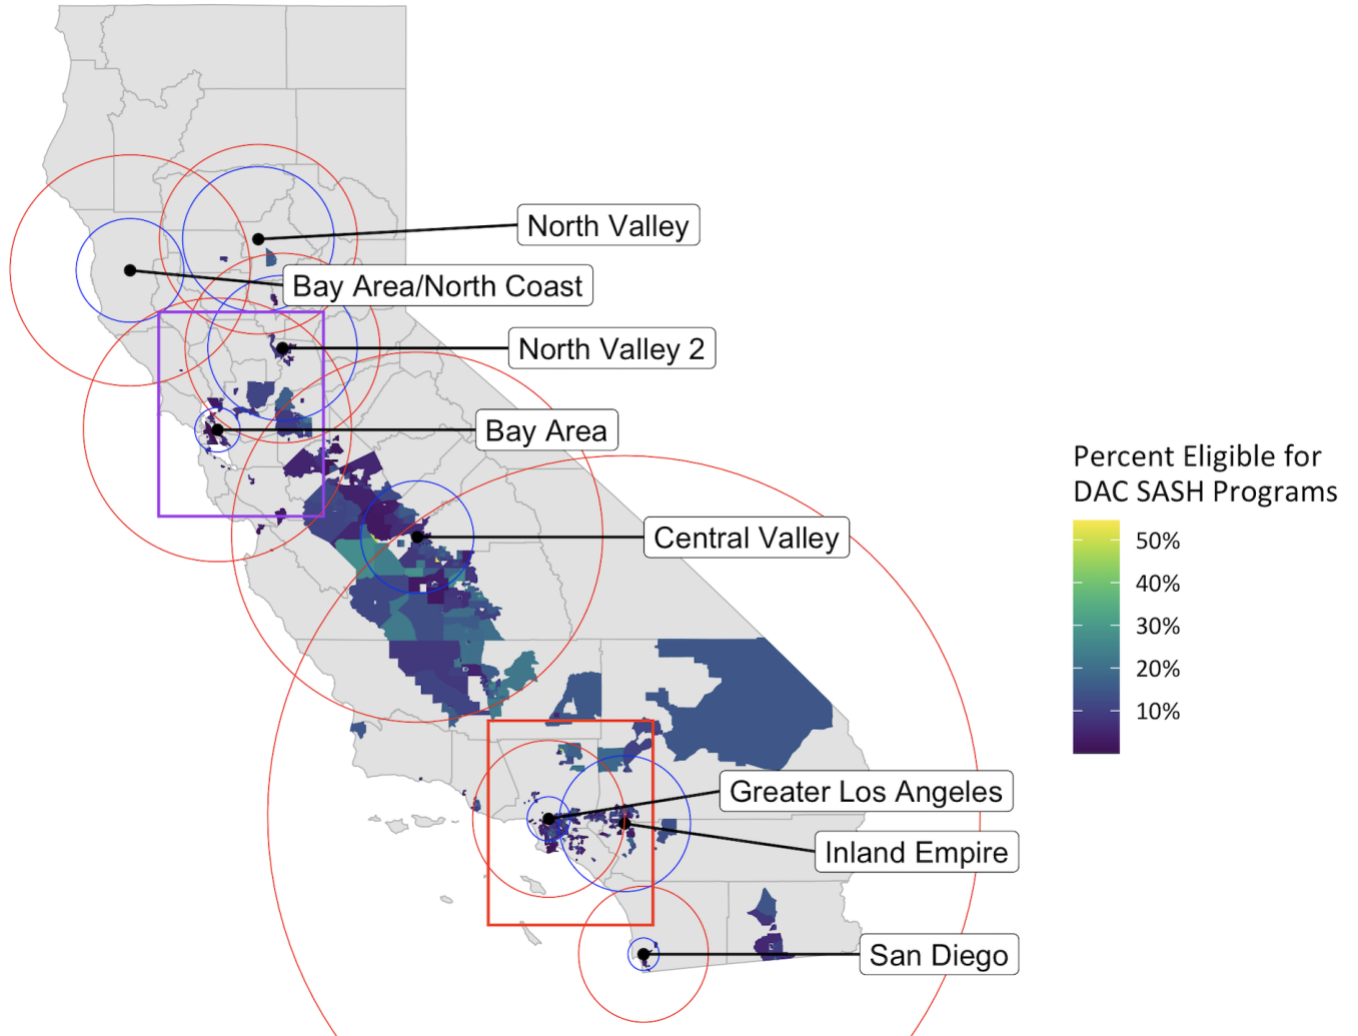 North Valley
Bay Area/North Coast
North Valley 2
Bay Area
Percent Eligible for
DAC SASH Programs
50%
40%
30%
20%
10%
Central Valley
Greater Los Angeles
Inland Empire
San Diego